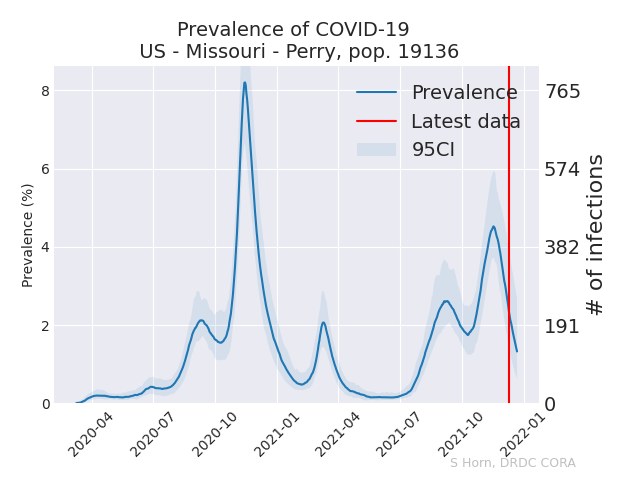 Prevalence of COVID-19
US - Missouri - Perry, pop. 19136
Prevalence
Latest data
95CI
Prevalence (%)
8
6
4
2
0
765
574
382
191
0
# of infections
2020-04
2020-07
2020-10
2021-01
2021-04
2021-07
2021-10
2022-01
S Horn, DRDC CORA